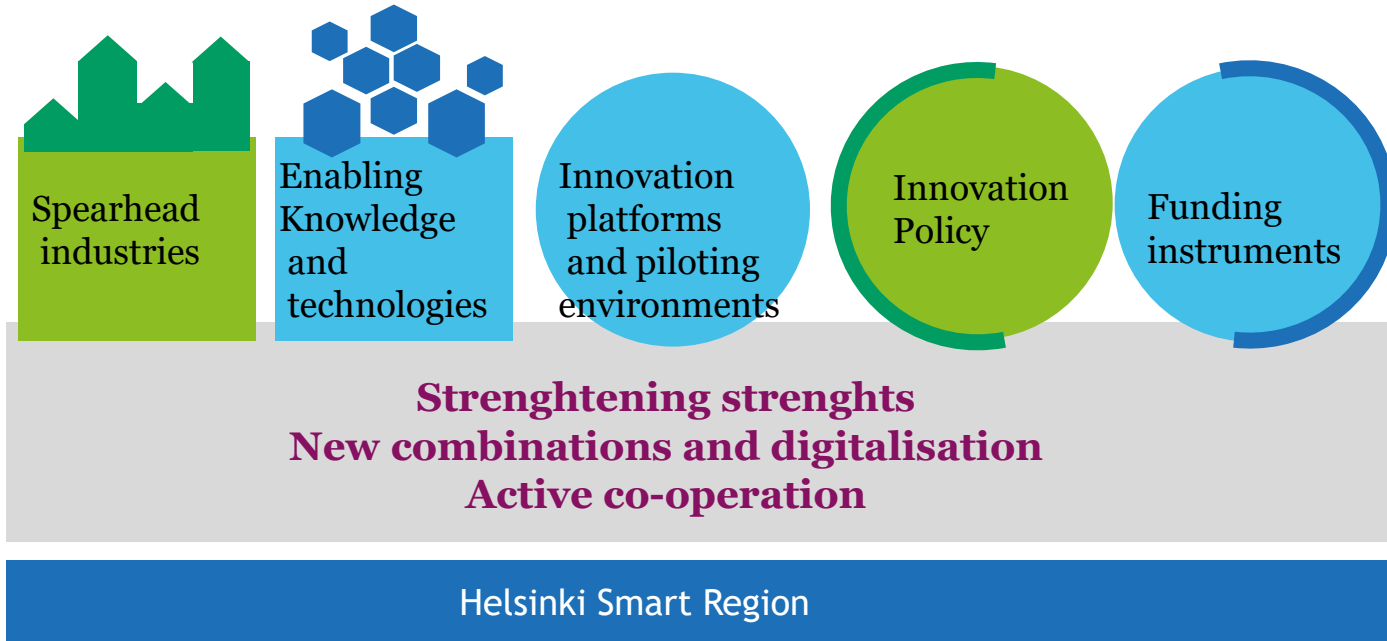 Spearhead
industries
Enabling
Knowledge
and
technologies
Innovation
platforms
and piloting
environments
Innovation
Policy
Funding
instruments
Strenghtening strenghts
New combinations and digitalisation
Active co-operation
Helsinki Smart Region